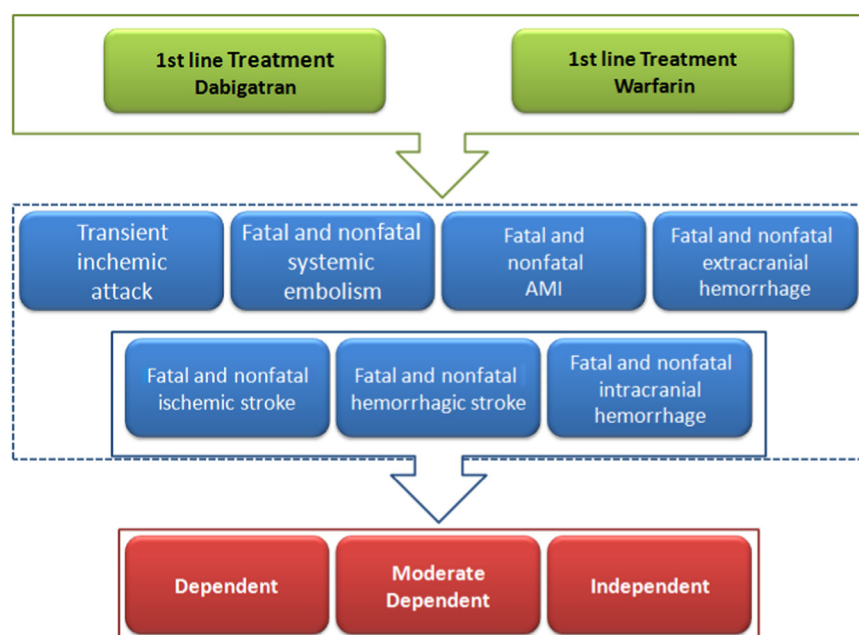 1st line Treatment
Dabigatran
1st line Treatment
Warfarin
Transient
inchemic
attack
Fatal and nonfatal
systemic
embolism
Fatal and
nonfatal
AMI
Fatal and nonfatal
extracranial
hemorrhage
Fatal and nonfatal
ischemic stroke
Fatal and nonfatal
hemorrhagic stroke
Fatal and nonfatal
intracranial
hemorrhage
Dependent
Moderate
Dependent
Independent